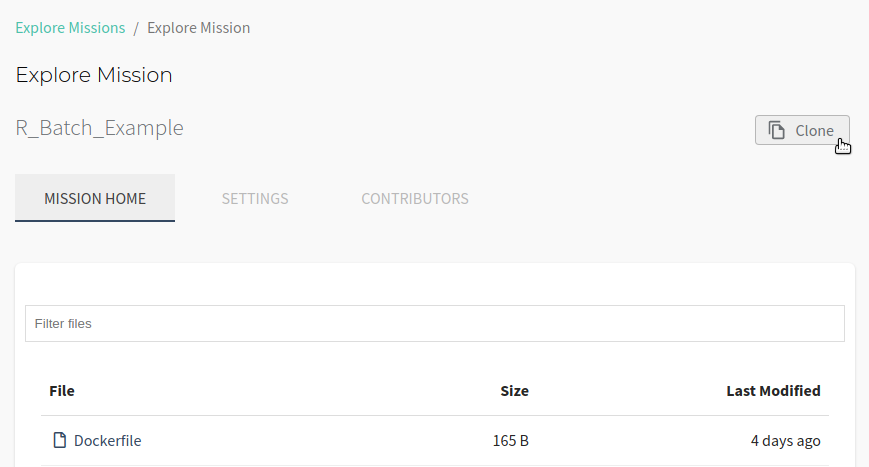 Explore Missions / Explore Mission
Explore Mission
R_Batch_Example
Clone
MISSION HOME SETTINGS CONTRIBUTORS
Filter files
File Size Last Modified
Dockerfile 165 B 4 days ago